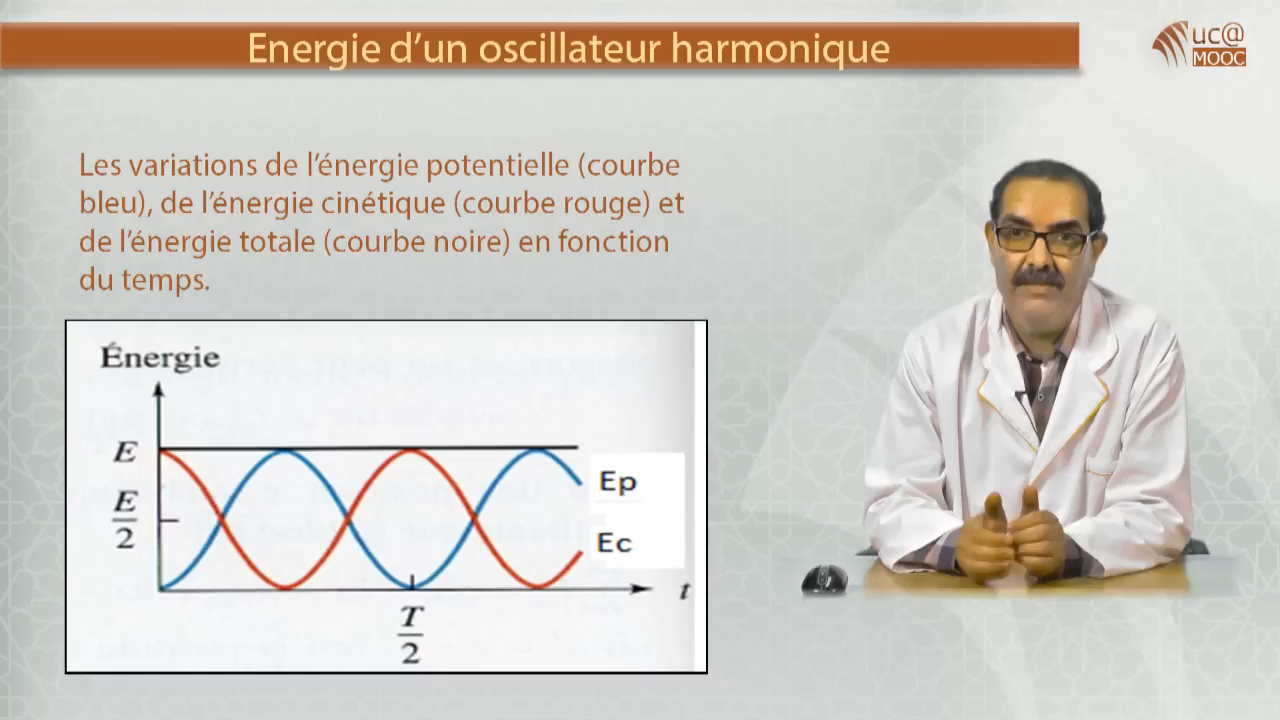 Energie d’un oscillateur harmonique
uc@
MOOC
Les variations de l’énergie potentielle (courbe
bleu), de l’énergie cinétique (courbe rouge) et
de l’énergie totale (courbe noire) en fonction
du temps.
Énergie
E
E
2
Ep
Ec
t
T
2